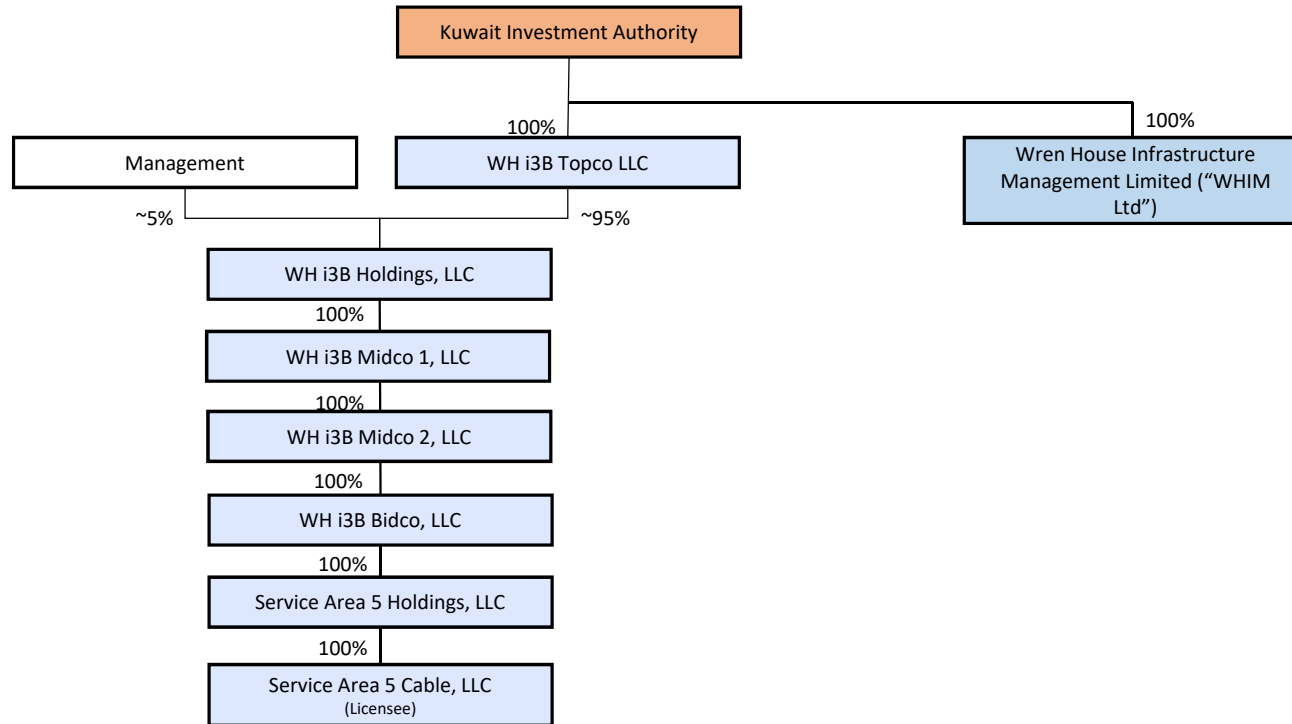 Kuwait Investment Authority
100%
100%
Management
WH i3B Topco LLC
Wren House Infrastructure
Management Limited (“WHIM
Ltd”)
~5%
~95%
WH i3B Holdings, LLC
100%
WH i3B Midco 1, LLC
100%
WH i3B Midco 2, LLC
100%
WH i3B Bidco, LLC
100%
Service Area 5 Holdings, LLC
100%
Service Area 5 Cable, LLC
(Licensee)